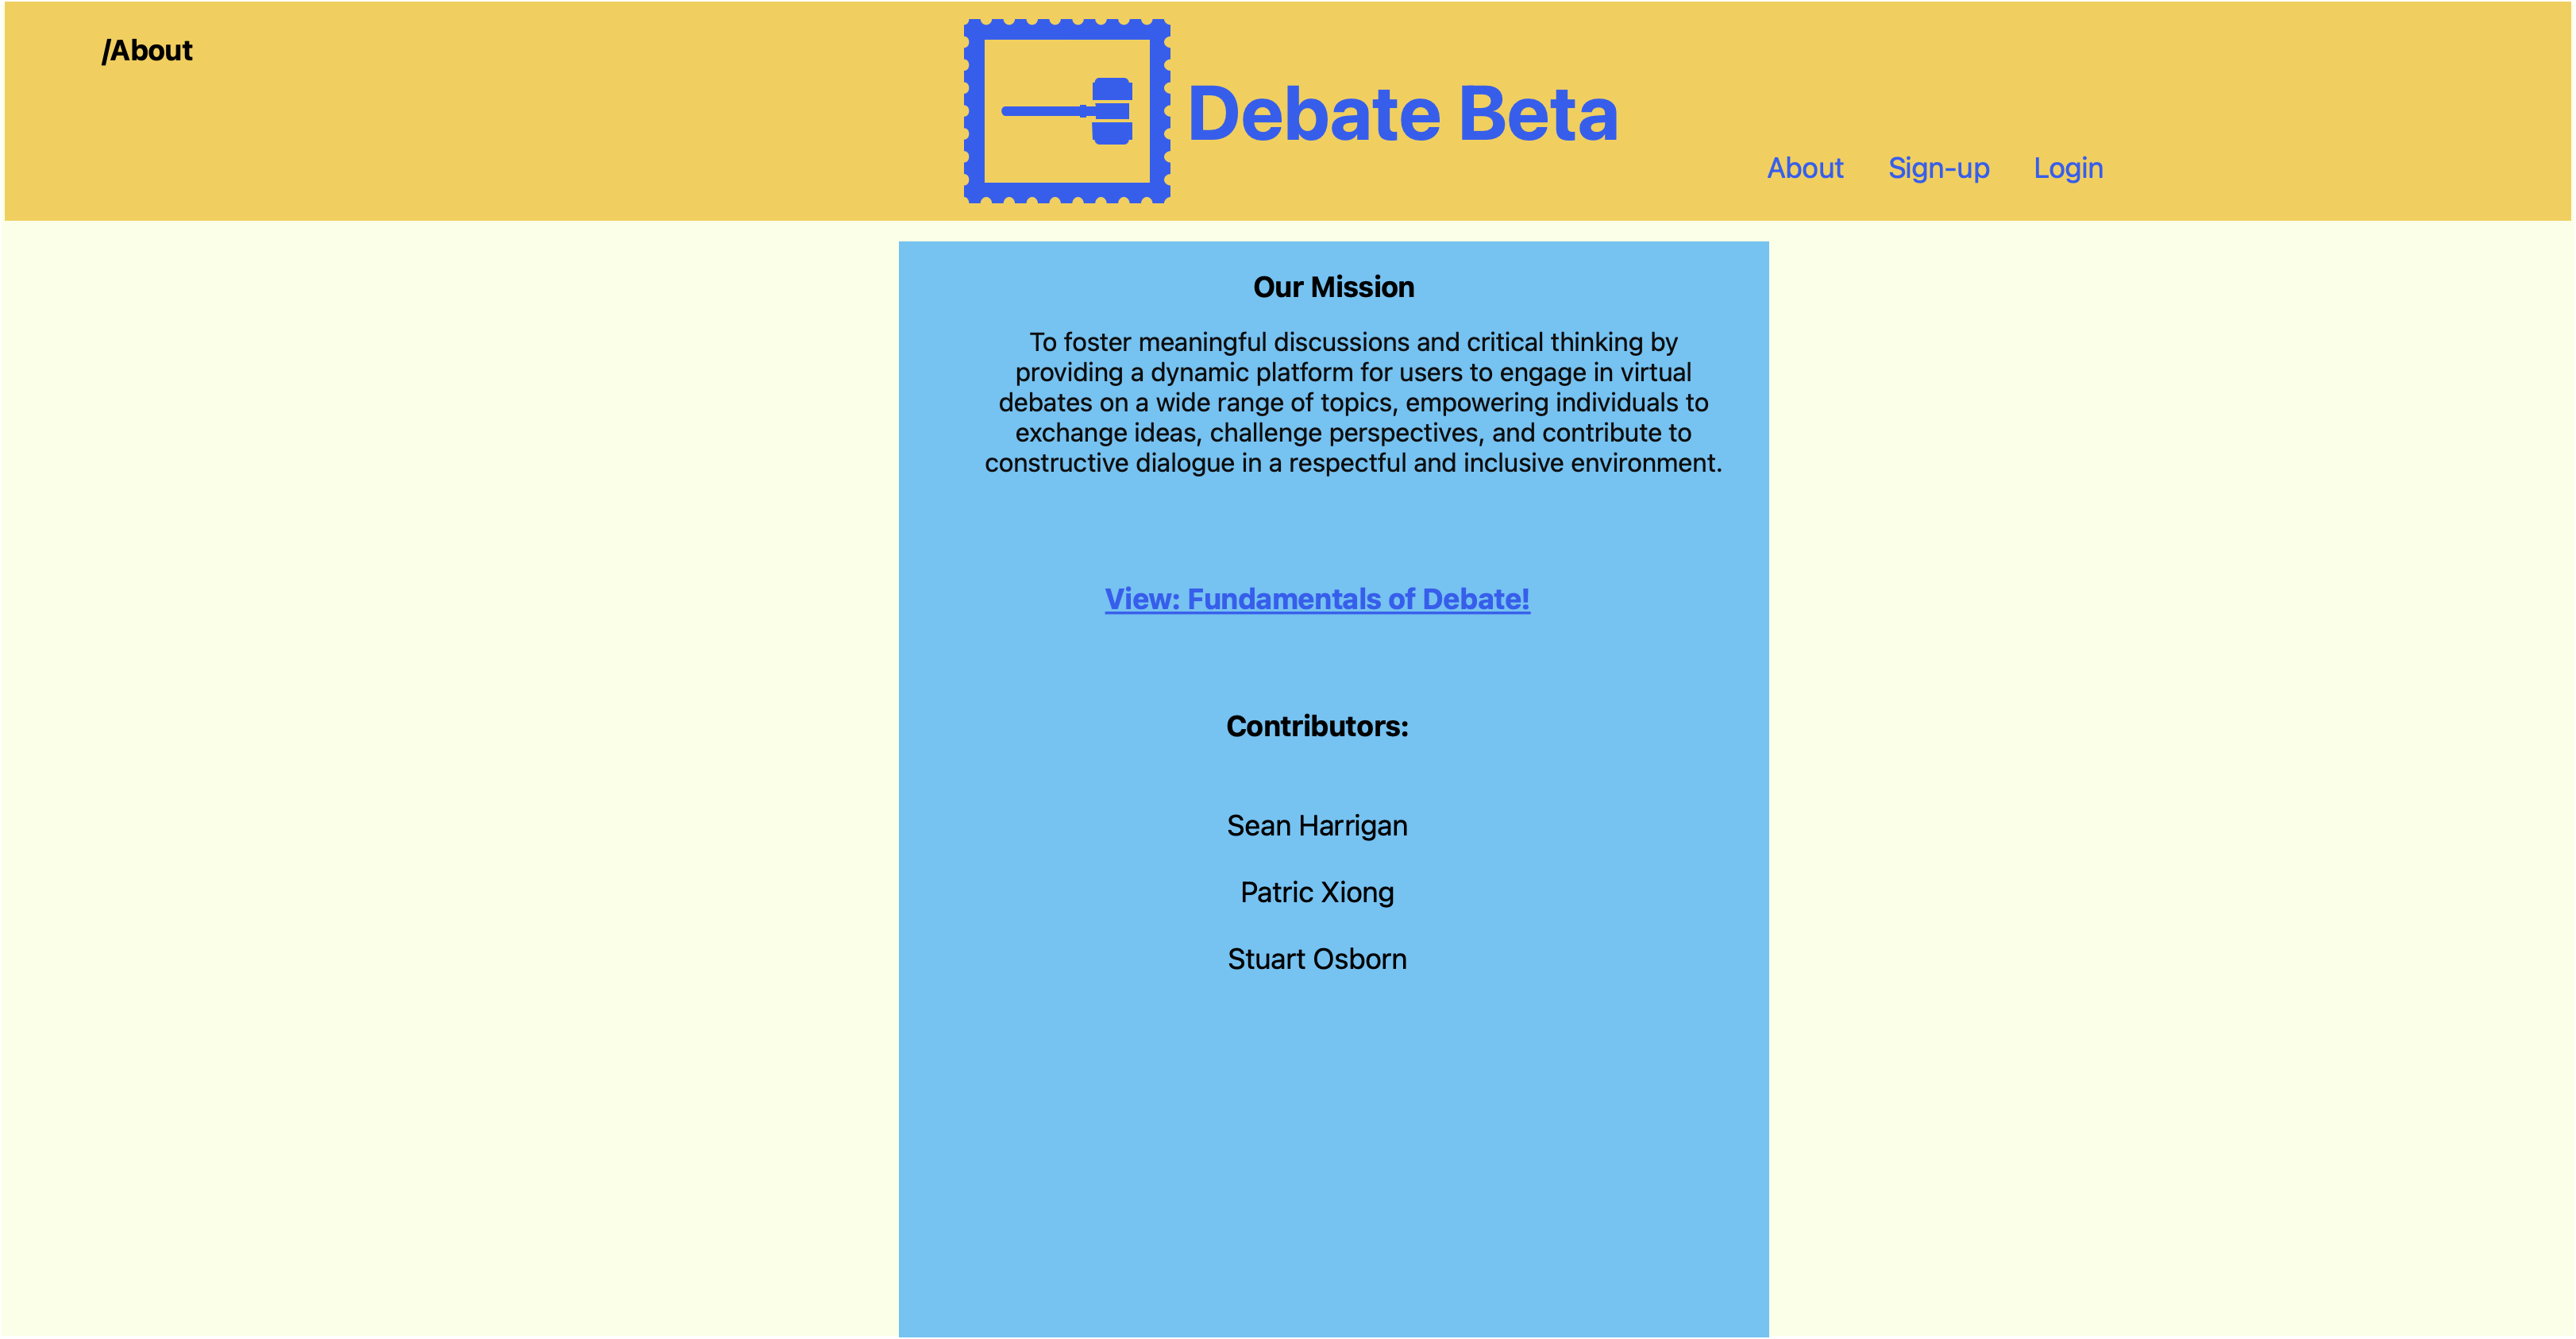 /About
Debate Beta
About Sign-up Login
Our Mission
To foster meaningful discussions and critical thinking by
providing a dynamic platform for users to engage in virtual
debates on a wide range of topics, empowering individuals to
exchange ideas, challenge perspectives, and contribute to
constructive dialogue in a respectful and inclusive environment.
View: Fundamentals of Debate!
Contributors:
Sean Harrigan
Patric Xiong
Stuart Osborn